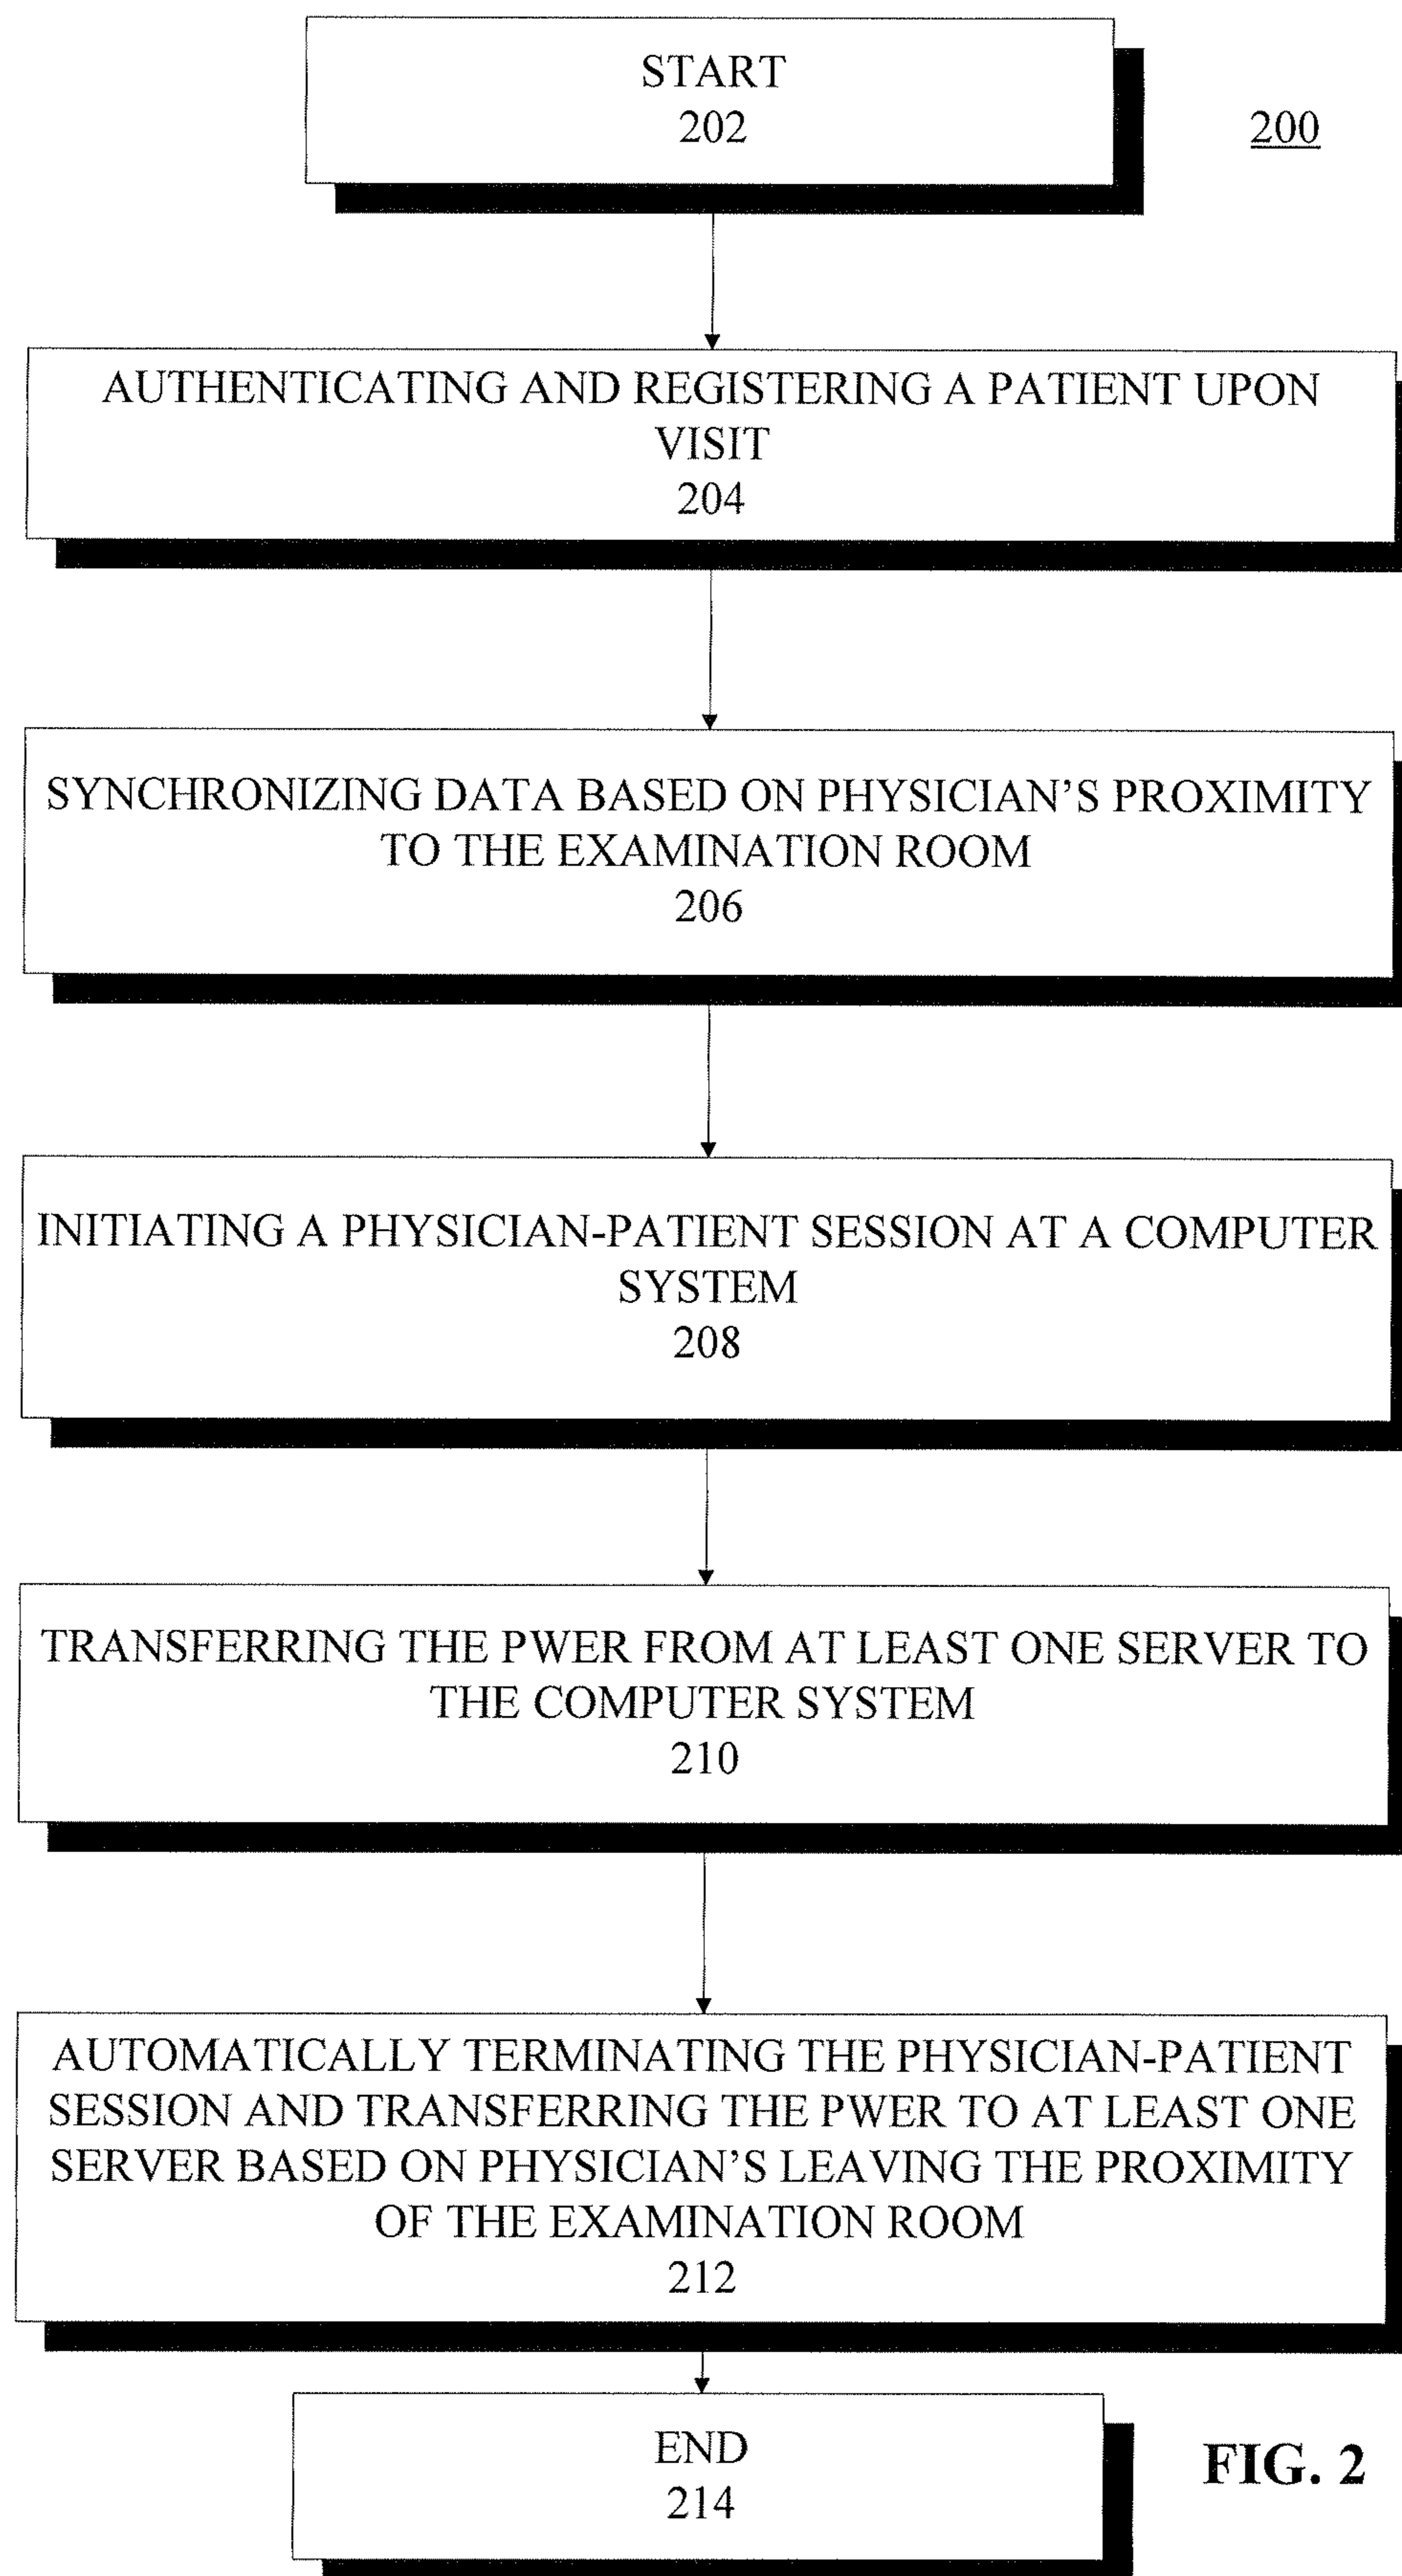 START
202
200
AUTHENTICATING AND REGISTERING A PATIENT UPON
VISIT
204
SYNCHRONIZING DATA BASED ON PHYSICIAN'S PROXIMITY
TO THE EXAMINATION ROOM
206
INITIATING A PHYSICIAN-PATIENT SESSION AT A COMPUTER
SYSTEM
208
TRANSFERRING THE PWER FROM AT LEAST ONE SERVER TO
THE COMPUTER SYSTEM
210
AUTOMATICALLY TERMINATING THE PHYSICIAN-PATIENT
SESSION AND TRANSFERRING THE PWER TO AT LEAST ONE
SERVER BASED ON PHYSICIAN'S LEAVING THE PROXIMITY
OF THE EXAMINATION ROOM
212
END
214
FIG. 2